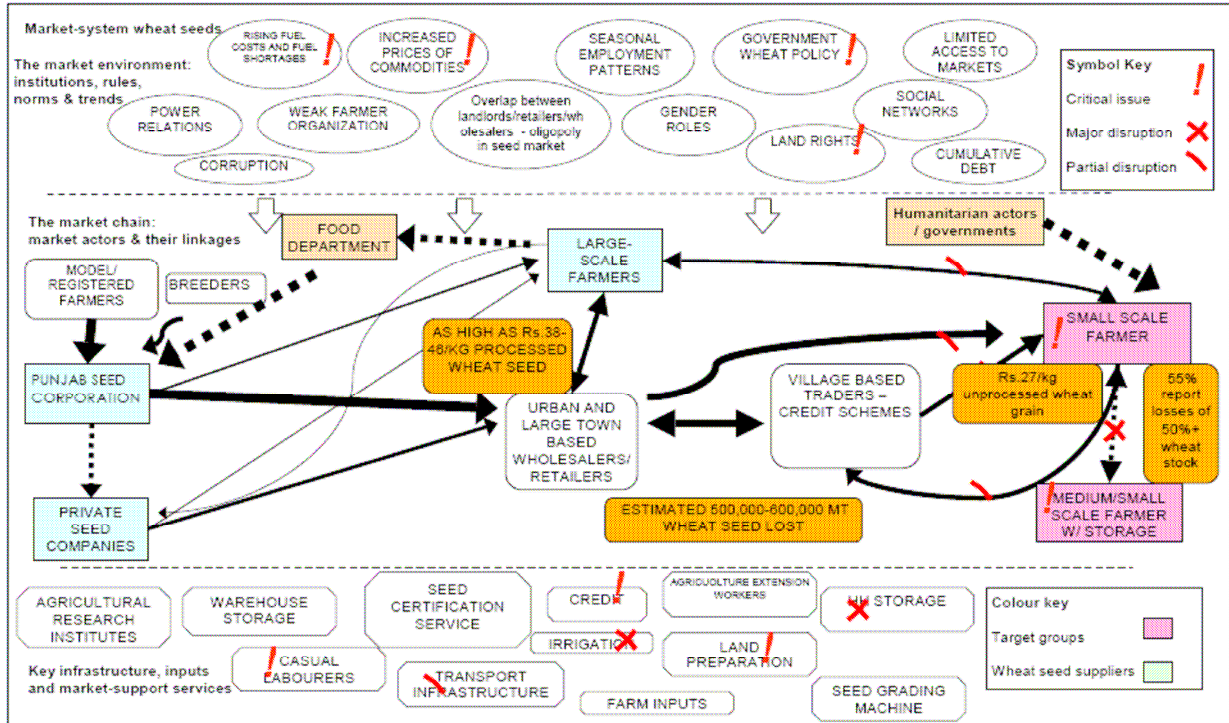 Market-system wheat seeds
The market environment:
institutions, rules,
norms & trends
RISING FUEL
COSTS AND FUEL
SHORTAGES
INCREASED
PRICES OF
COMMODITIES
SEASONAL
EMPLOYMENT
PATTERNS
GOVERNMENT
WHEAT POLICY
LIMITED
ACCESS TO
MARKETS
POWER
RELATIONS
WEAK FARMER
ORGANIZATION
Overlap between
landlords/retailers/wh
olesalers - oligopoly
in seed market
GENDER
ROLES
SOCIAL
NETWORKS
LAND RIGHTS
CORRUPTION
CUMULATIVE
DEBT
Symbol Key
Critical issue
Major disruption
Partial disruption
The market chain:
market actors & their linkages
FOOD
DEPARTMENT
LARGE-
SCALE
FARMERS
Humanitarian actors
/ governments
MODEL/
REGISTERED
FARMERS
BREEDERS
SMALL SCALE
FARMER
AS HIGH AS Rs.38-
46/KG PROCESSED
WHEAT SEED
PUNJAB SEED
CORPORATION
URBAN AND
LARGE TOWN
BASED
WHOLESALERS/
RETAILERS
VILLAGE BASED
TRADERS –
CREDIT SCHEMES
Rs.27/kg
unprocessed wheat
grain
55%
report
losses of
50%+
wheat
stock
PRIVATE
SEED
COMPANIES
ESTIMATED 500,000-600,000 MT
WHEAT SEED LOST
MEDIUM/SMALL
SCALE FARMER
W/ STORAGE
AGRICULTURAL
RESEARCH
INSTITUTES
WAREHOUSE
STORAGE
SEED
CERTIFICATION
SERVICE
CREDIT
AGRICUOLTURE EXTENSION
WORKERS
STORAGE
IRRIGATION
LAND
PREPARATION
Key infrastructure, inputs
and market-support services
CASUAL
LABOURERS
TRANSPORT
INFRASTRUCTURE
FARM INPUTS
SEED GRADING
MACHINE
Colour key
Target groups
Wheat seed suppliers